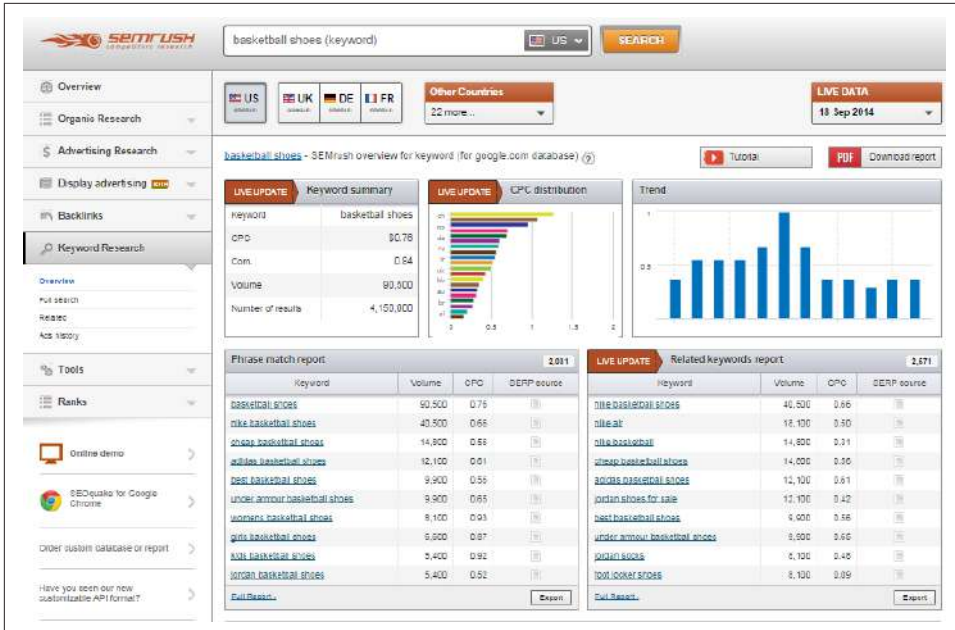 semrush
competitive research
basketball shoes (keyword)
US
SEARCH
Overview
Organic Research
Advertising Research
Display advertising
Backlinks
Keyword Research
Overview
Full search
Related
Ads history
Tools
Ranks
Online demo
SEOquake for Google
Chrome
Order custom database or report
Have you seen our new
customizable API format?
US
UK
DE
FR
Other Countries
22 more...
LIVE DATA
18 Sep 2014
basketball shoes - SEMrush overview for keyword (for google.com database) (?)
Tutorial
PDF Download report
LIVE UPDATE Keyword summary
Keyword basketball shoes
CPC $0.76
Com. 0.94
Volume 90,500
Number of results 4,150,000
LIVE UPDATE CPC distribution
0 0.5 1 1.5 2
Trend
1
0.5
Phrase match report 2,081
Keyword Volume CPC SERP source
basketball shoes 90,500 0.76
nike basketball shoes 40,500 0.66
cheap basketball shoes 14,800 0.56
adidas basketball shoes 12,100 0.61
best basketball shoes 9,900 0.56
under armour basketball shoes 9,900 0.65
womens basketball shoes 8,100 0.93
girls basketball shoes 6,600 0.87
kids basketball shoes 5,400 0.92
jordan basketball shoes 5,400 0.52
Full Report
Export
LIVE UPDATE Related keywords report 2,671
Keyword Volume CPC SERP source
nike basketball shoes 40,500 0.66
nike air 18,100 0.50
nike basketball 14,800 0.31
cheap basketball shoes 14,800 0.56
adidas basketball shoes 12,100 0.61
jordan shoes for sale 12,100 0.42
best basketball shoes 9,900 0.56
under armour basketball shoes 9,900 0.65
jordan socks 8,100 0.48
foot locker shoes 8,100 0.09
Full Report
Export